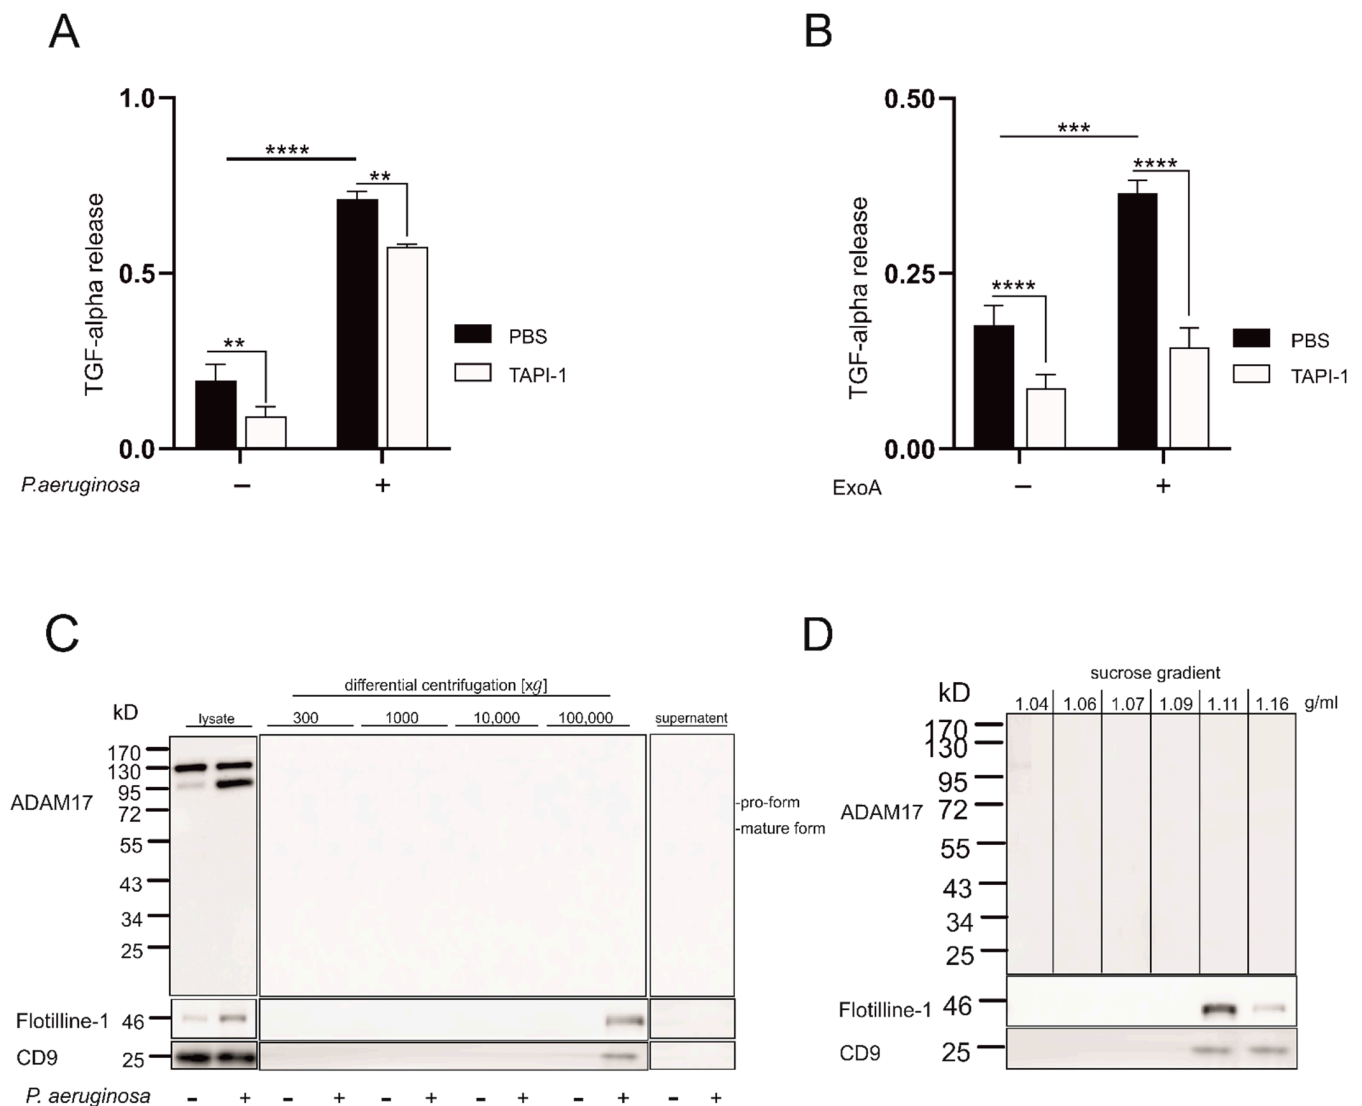 A
1.0
0.5
0.0
TGF-alpha release
****
**
**
PBS
TAPI-1
P.aeruginosa
–
+
B
0.50
0.25
0.00
TGF-alpha release
***
****
****
PBS
TAPI-1
ExoA
–
+
C
differential centrifugation [xg]
kD
lysate
300
1000
10,000
100,000
supernatent
170
130
95
72
55
43
34
25
ADAM17
-pro-form
-mature form
Flotilline-1 46
CD9 25
P. aeruginosa - + - + - + - + - + - +
D
sucrose gradient
kD
1.04 1.06 1.07 1.09 1.11 1.16 g/ml
170
130
95
72
55
43
34
25
ADAM17
Flotilline-1 46
CD9 25